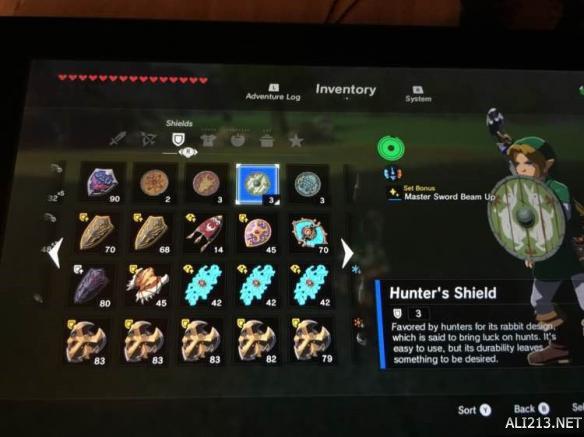 L
Adventure Log
Inventory
R
System
Shields
R
90
2
3
3
3
70
68
14
45
70
80
45
42
42
42
83
83
83
82
79
Set Bonus
Master Sword Beam Up
Hunter's Shield
3
Favored by hunters for its rabbit design,
which is said to bring luck on hunts. It's
easy to use, but its durability leaves
something to be desired.
Sort Y
Back B
ALI213.NET